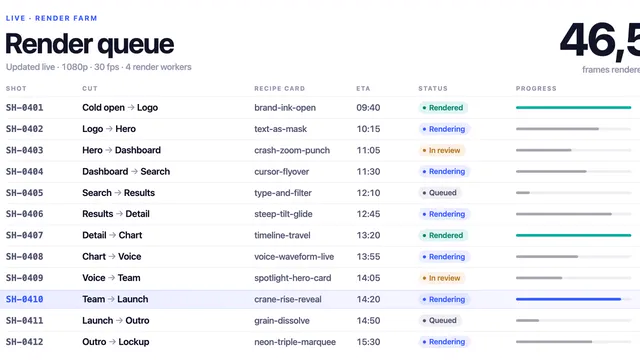 LIVE · RENDER FARM
Render queue
46,5
Updated live · 1080p · 30 fps · 4 render workers
frames rendere
SHOT CUT RECIPE CARD ETA STATUS PROGRESS
SH-0401 Cold open → Logo brand-ink-open 09:40 Rendered
SH-0402 Logo → Hero text-as-mask 10:15 Rendering
SH-0403 Hero → Dashboard crash-zoom-punch 11:05 In review
SH-0404 Dashboard → Search cursor-flyover 11:30 Rendering
SH-0405 Search → Results type-and-filter 12:10 Queued
SH-0406 Results → Detail steep-tilt-glide 12:45 Rendering
SH-0407 Detail → Chart timeline-travel 13:20 Rendered
SH-0408 Chart → Voice voice-waveform-live 13:55 Rendering
SH-0409 Voice → Team spotlight-hero-card 14:05 In review
SH-0410 Team → Launch crane-rise-reveal 14:20 Rendering
SH-0411 Launch → Outro grain-dissolve 14:50 Queued
SH-0412 Outro → Lockup neon-triple-marquee 15:30 Rendering